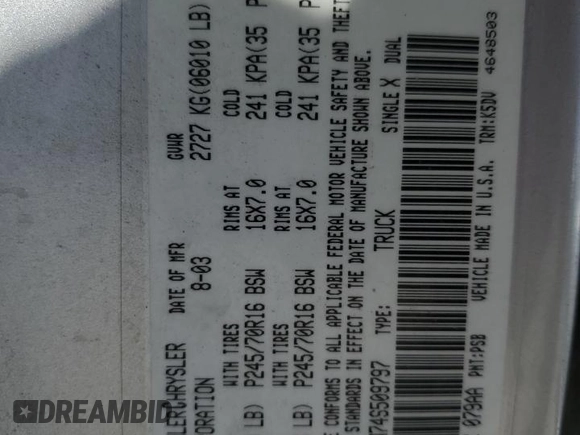 LERCHRYSLER DATE OF MFR GVWR
ORATION 8-03 2727 KG(06010 LB)
WITH TIRES RIMS AT COLD
LB) P245/70R16 BSW 16X7.0 241 KPA(35 P
WITH TIRES RIMS AT COLD
LB) P245/70R16 BSW 16X7.0 241 KPA(35 P
E CONFORMS TO ALL APPLICABLE FEDERAL MOTOR VEHICLE SAFETY AND THEFT
STANDARDS IN EFFECT ON THE DATE OF MANUFACTURE SHOWN ABOVE.
74S509797 TRUCK SINGLE X DUAL
079AA PNT:PSB VEHICLE MADE IN U.S.A. TRM:K5DV 4648503
DREAMBID